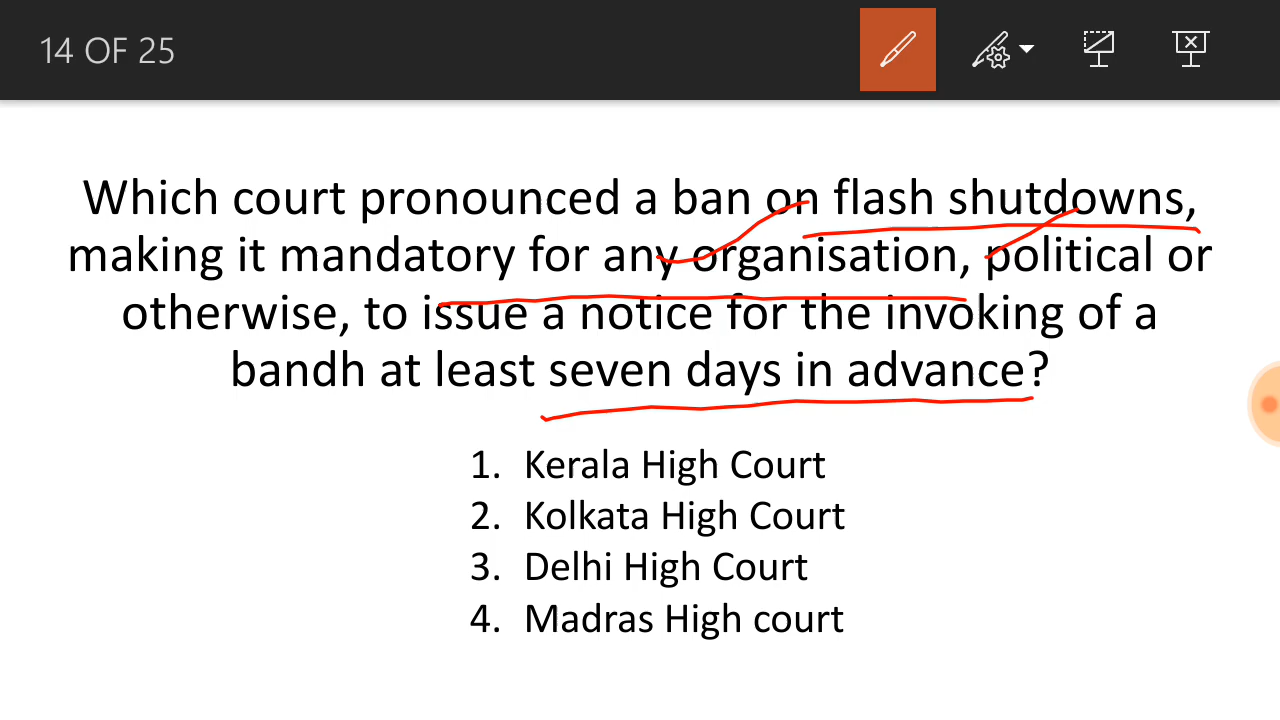 14 OF 25
Which court pronounced a ban on flash shutdowns,
making it mandatory for any organisation, political or
otherwise, to issue a notice for the invoking of a
bandh at least seven days in advance?
1. Kerala High Court
2. Kolkata High Court
3. Delhi High Court
4. Madras High court